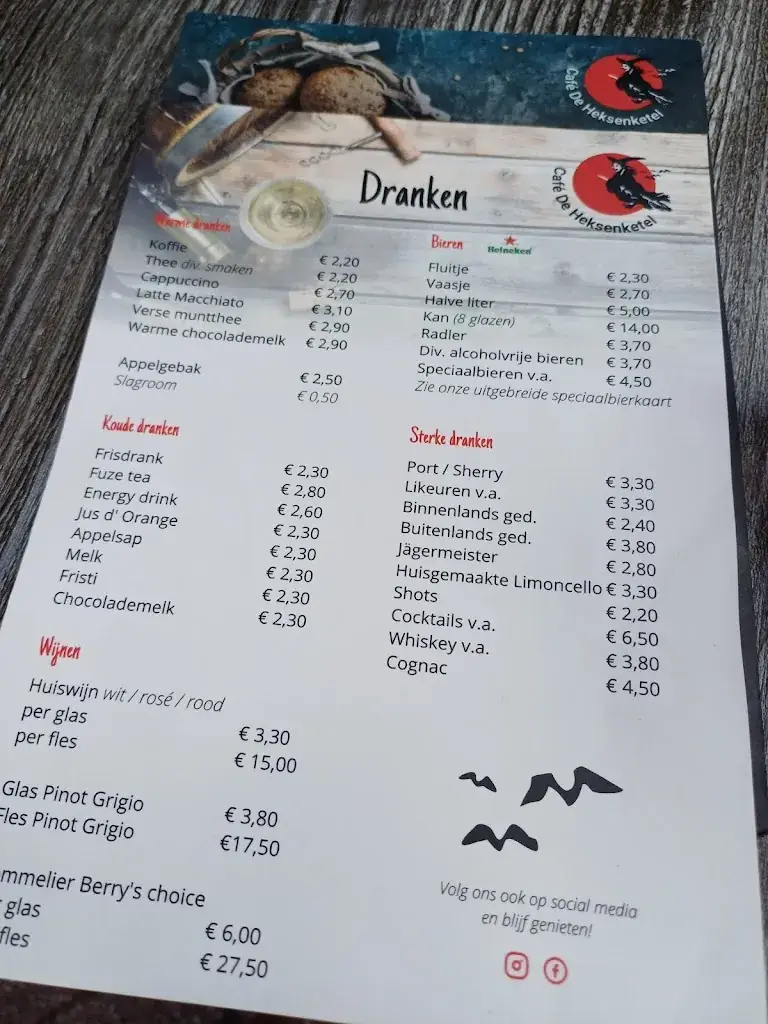 Café De Heksenketel
Café De Heksenketel
Dranken
Warme dranken
Koffie € 2,20
Thee div. smaken € 2,20
Cappuccino € 2,70
Latte Macchiato € 3,10
Verse muntthee € 2,90
Warme chocolademelk € 2,90
Appelgebak € 2,50
Slagroom € 0,50
Koude dranken
Frisdrank € 2,30
Fuze tea € 2,80
Energy drink € 2,60
Jus d' Orange € 2,30
Appelsap € 2,30
Melk € 2,30
Fristi € 2,30
Chocolademelk € 2,30
Wijnen
Huiswijn wit / rosé / rood
per glas € 3,30
per fles € 15,00
Glas Pinot Grigio € 3,80
Fles Pinot Grigio €17,50
mmelier Berry's choice
glas € 6,00
fles € 27,50
Bieren Heineken
Fluitje € 2,30
Vaasje € 2,70
Halve liter € 5,00
Kan (8 glazen) € 14,00
Radler € 3,70
Div. alcoholvrije bieren € 3,70
Speciaalbieren v.a. € 4,50
Zie onze uitgebreide speciaalbierkaart
Sterke dranken
Port / Sherry € 3,30
Likeuren v.a. € 3,30
Binnenlands ged. € 2,40
Buitenlands ged. € 3,80
Jägermeister € 2,80
Huisgemaakte Limoncello € 3,30
Shots € 2,20
Cocktails v.a. € 6,50
Whiskey v.a. € 3,80
Cognac € 4,50
Volg ons ook op social media
en blijf genieten!